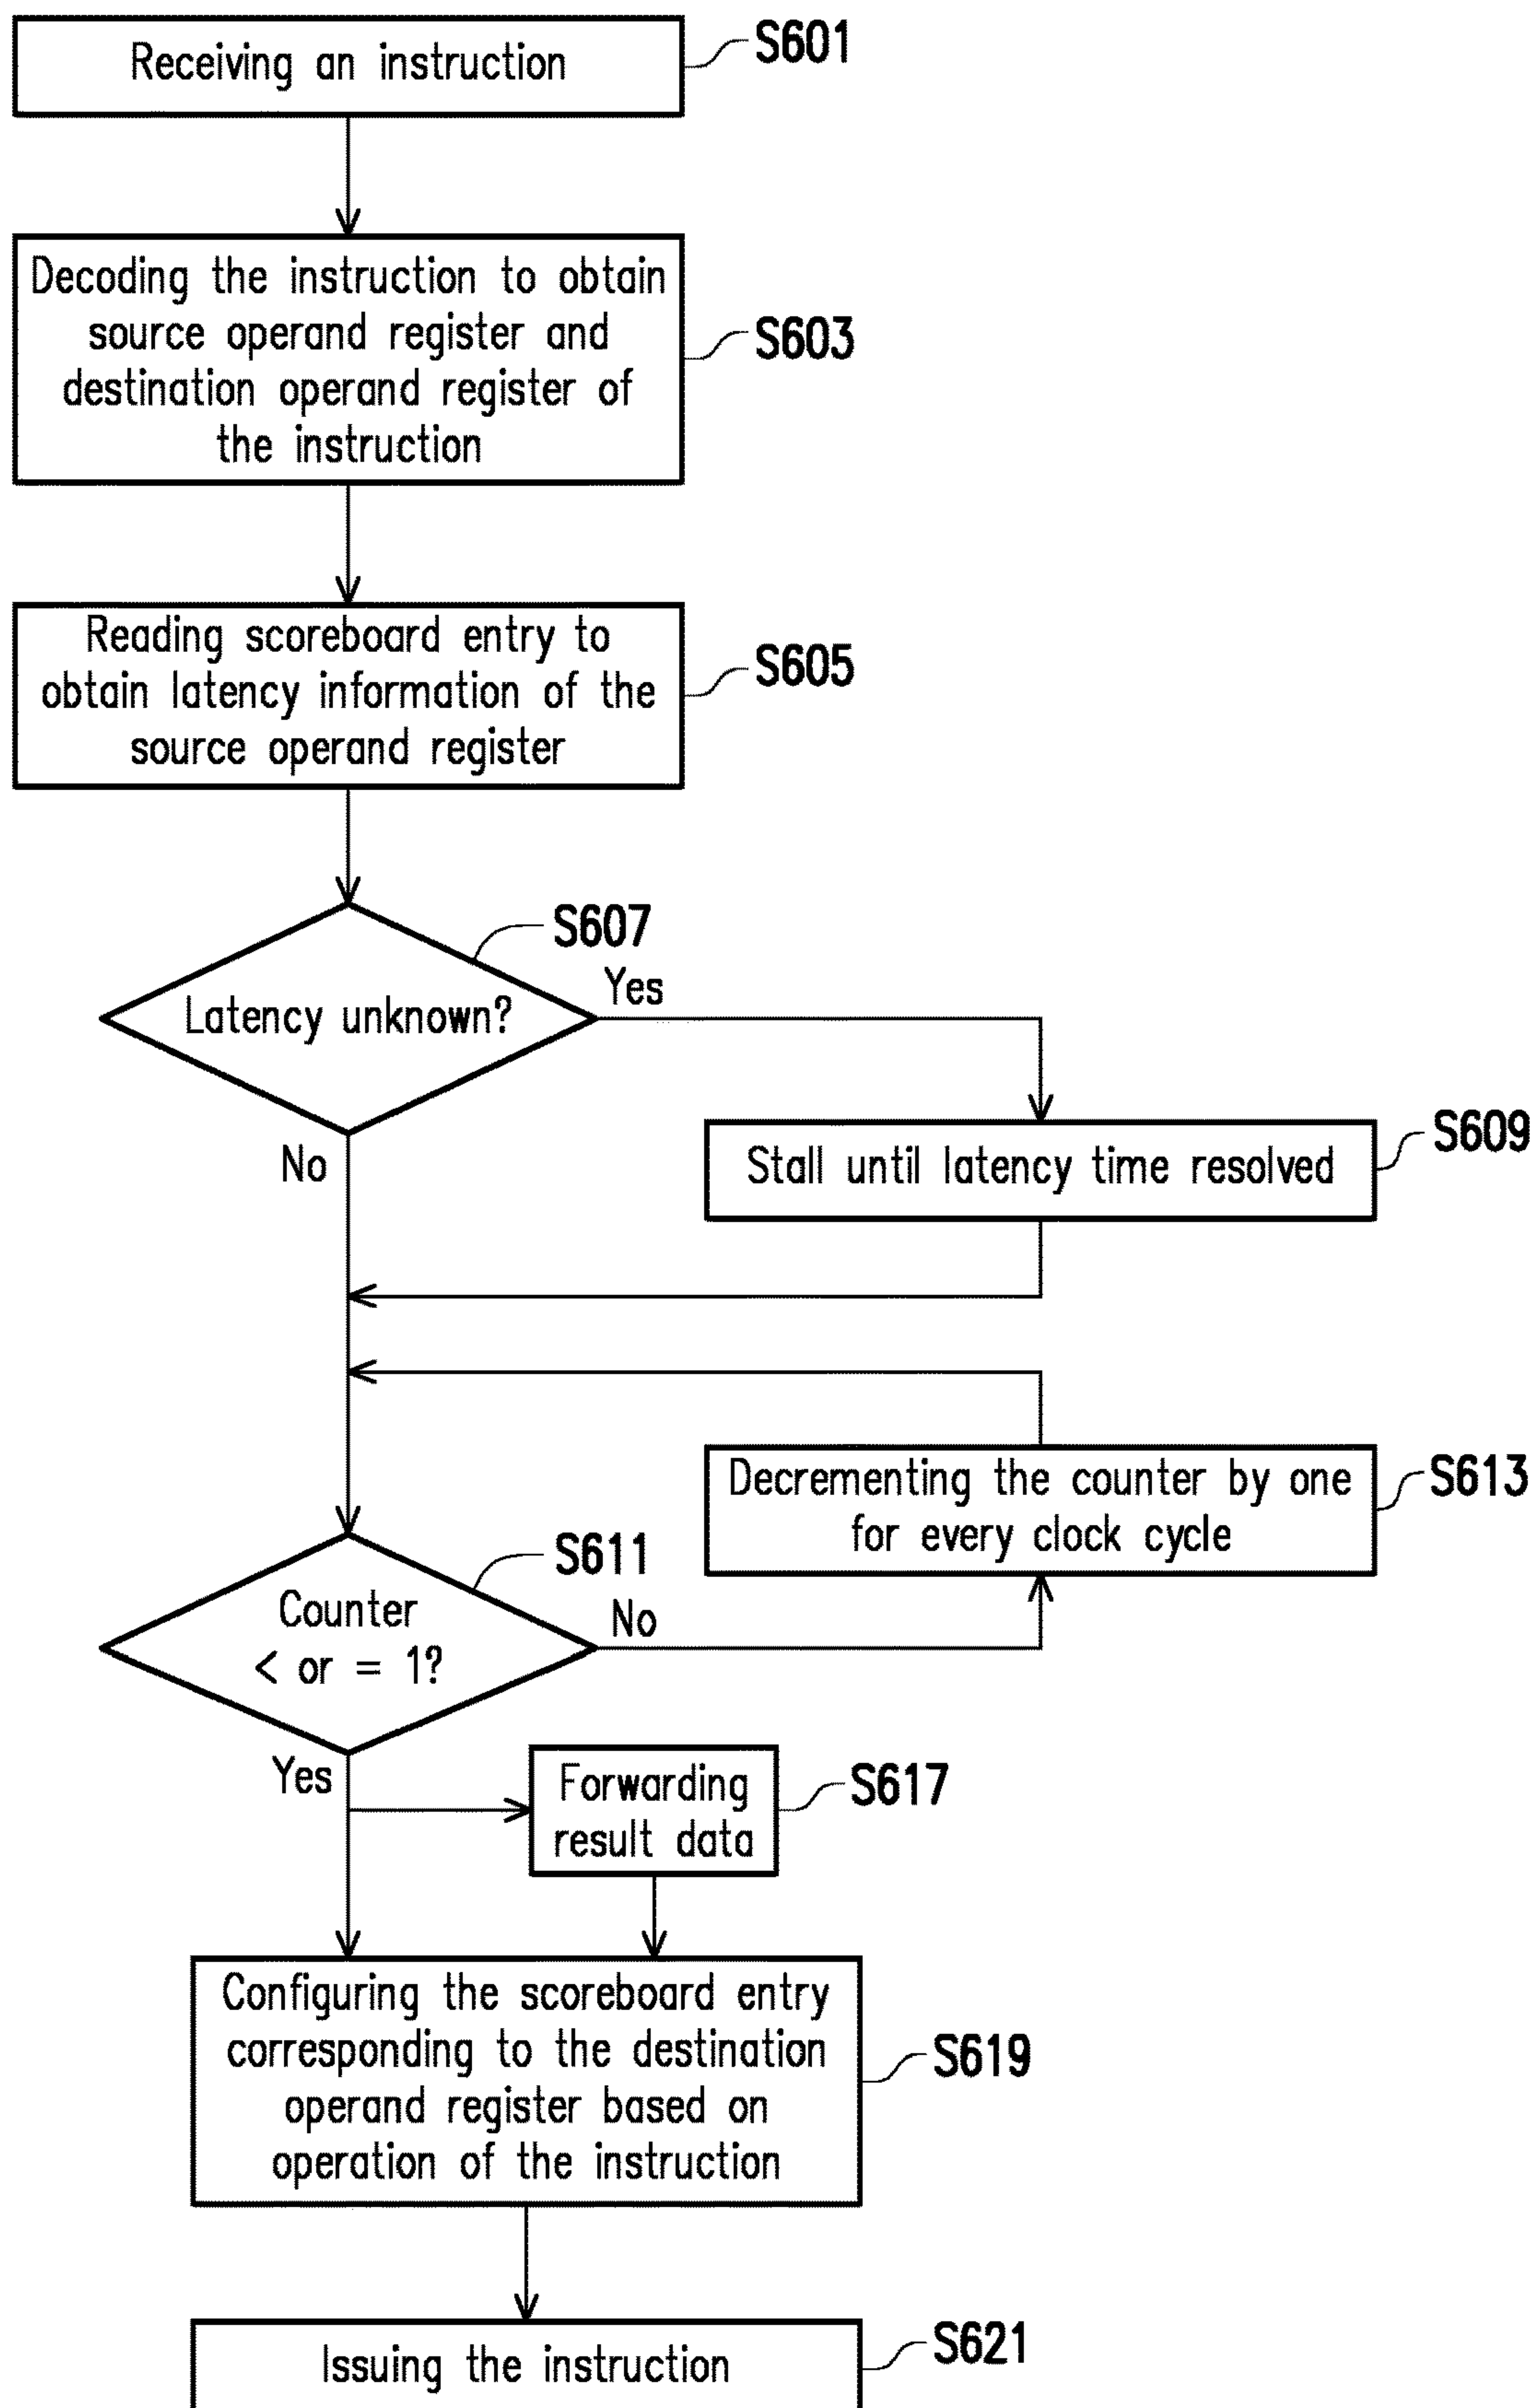 Receiving an instruction
S601
Decoding the instruction to obtain
source operand register and
destination operand register of
the instruction
S603
Reading scoreboard entry to
obtain latency information of the
source operand register
S605
S607
Latency unknown?
Yes
No
Stall until latency time resolved
S609
Decrementing the counter by one
for every clock cycle
S613
S611
Counter
< or = 1?
No
Yes
Forwarding
result data
S617
Configuring the scoreboard entry
corresponding to the destination
operand register based on
operation of the instruction
S619
Issuing the instruction
S621